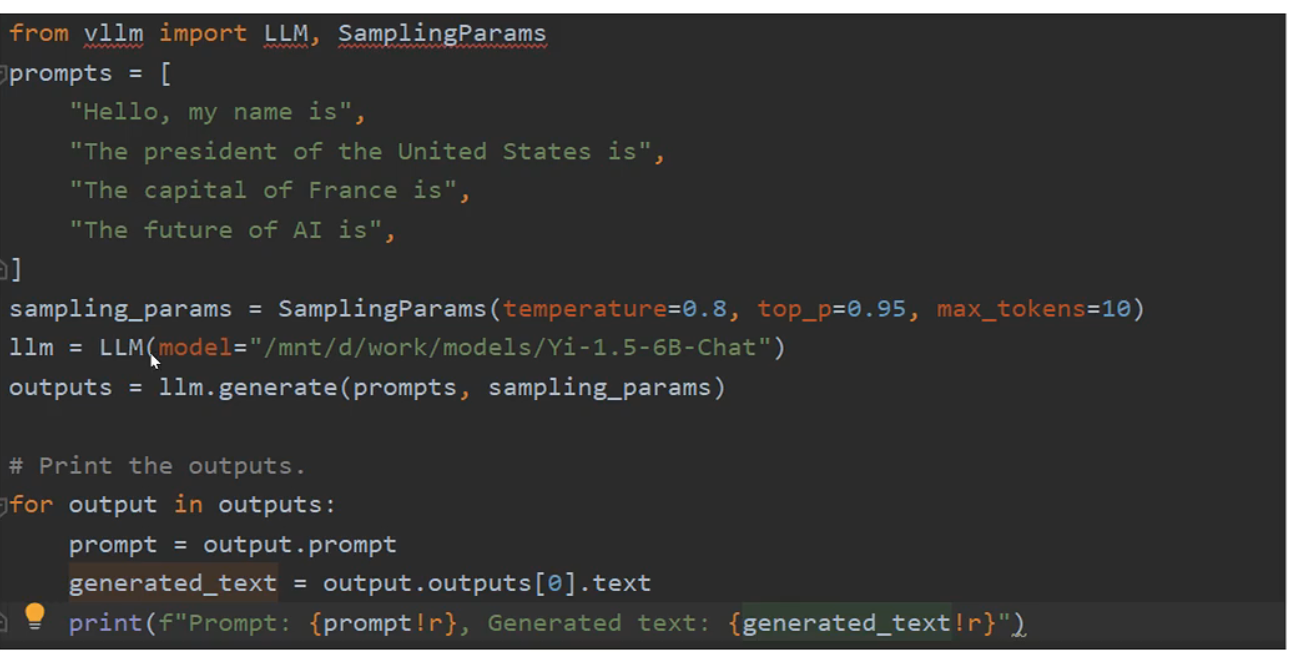 from vllm import LLM, SamplingParams
prompts = [
    "Hello, my name is",
    "The president of the United States is",
    "The capital of France is",
    "The future of AI is",
]
sampling_params = SamplingParams(temperature=0.8, top_p=0.95, max_tokens=10)
llm = LLM(model="/mnt/d/work/models/Yi-1.5-6B-Chat")
outputs = llm.generate(prompts, sampling_params)

# Print the outputs.
for output in outputs:
    prompt = output.prompt
    generated_text = output.outputs[0].text
    print(f"Prompt: {prompt!r}, Generated text: {generated_text!r}")